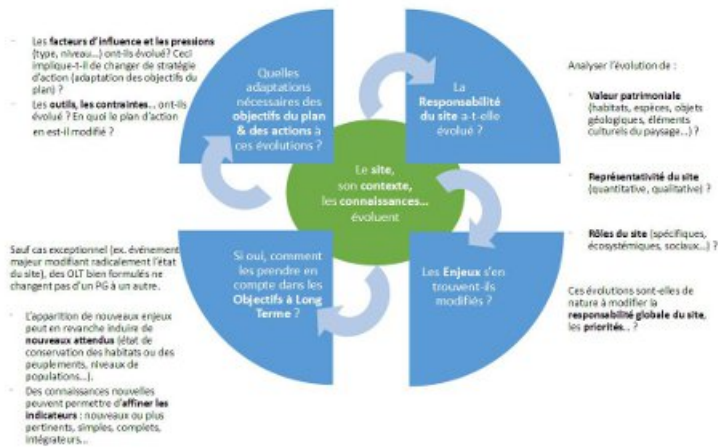 - Les facteurs d'influence et les pressions
(type, niveau...) ont-ils évolué? Ceci
implique-t-il de changer de stratégie
d'action (adaptation des objectifs du
plan) ?
- Les outils, les contraintes... ont-ils
évolué ? En quoi le plan d'action
en est-il modifié ?
Quelles
adaptations
nécessaires des
objectifs du plan
& des actions à
ces évolutions ?
La
Responsabilité
du site a-t-elle
évolué ?
Analyser l'évolution de :
- Valeur patrimoniale
(habitats, espèces, objets
géologiques, éléments
culturels du paysage...) ?
- Représentativité du site
(quantitative, qualitative) ?
- Rôles du site (spécifiques,
écosystémiques, sociaux...) ?
Ces évolutions sont-elles de
nature à modifier la
responsabilité globale du site,
les priorités.. ?
Le site,
son contexte,
les connaissances...
évoluent
Les Enjeux s'en
trouvent-ils
modifiés ?
Si oui, comment
les prendre en
compte dans les
Objectifs à Long
Terme ?
Sauf cas exceptionnel (ex. événement
majeur modifiant radicalement l'état
du site), des OLT bien formulés ne
changent pas d'un PG à un autre.
- L'apparition de nouveaux enjeux
peut en revanche induire de
nouveaux attendus (état de
conservation des habitats ou des
peuplements, niveaux de
populations...).
- Des connaissances nouvelles
peuvent permettre d'affiner les
indicateurs : nouveaux ou plus
pertinents, simples, complets,
intégrateurs...